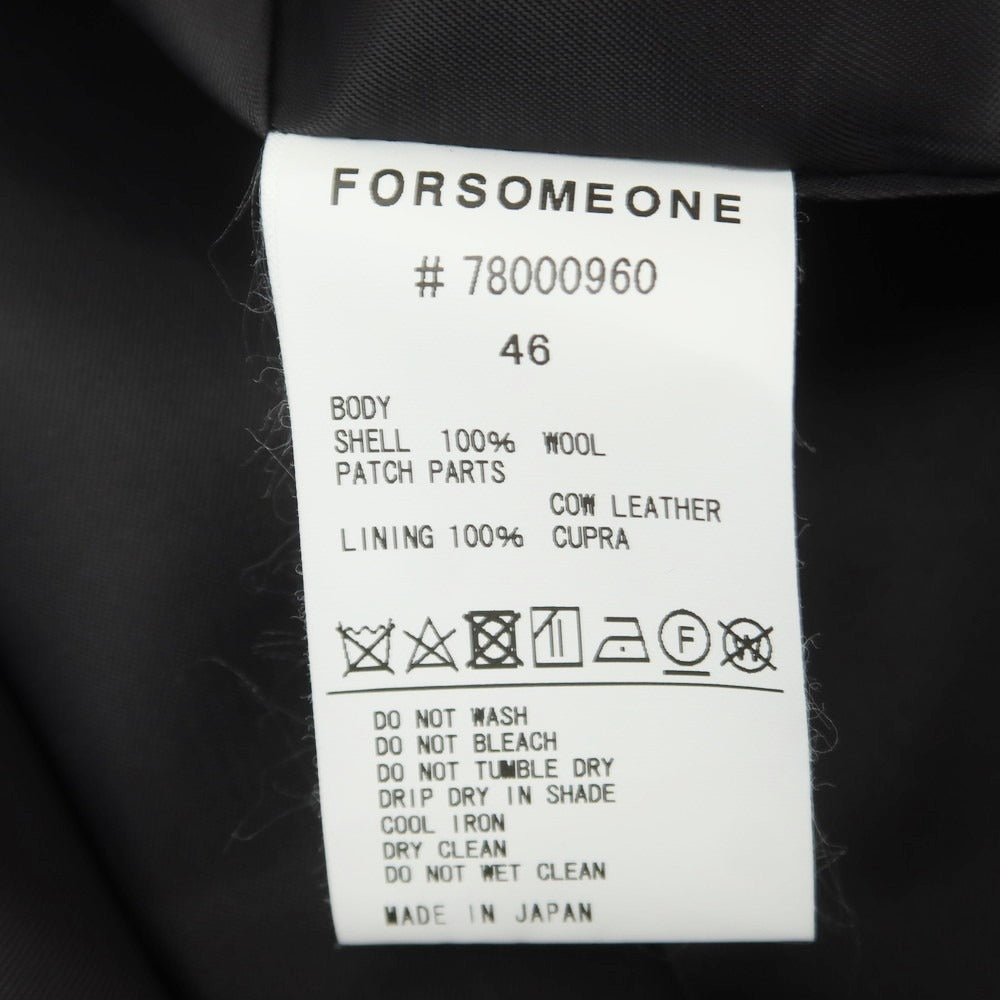 FORSOMEONE
# 78000960
46
BODY
SHELL 100% WOOL
PATCH PARTS
COW LEATHER
LINING 100% CUPRA
F W
DO NOT WASH
DO NOT BLEACH
DO NOT TUMBLE DRY
DRIP DRY IN SHADE
COOL IRON
DRY CLEAN
DO NOT WET CLEAN
MADE IN JAPAN